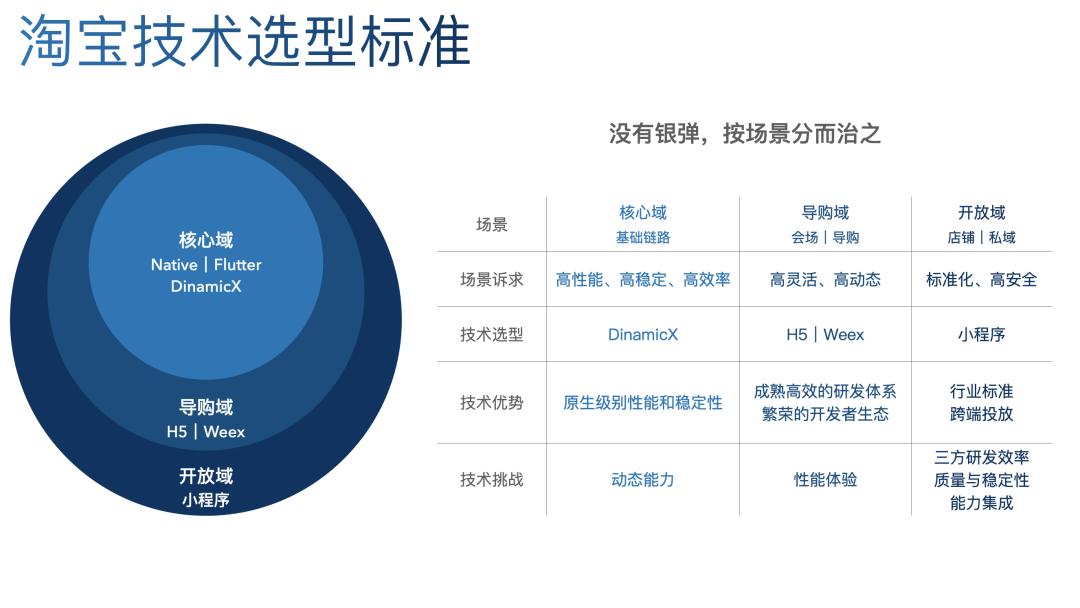 淘宝技术选型标准
核心域
Native｜Flutter
DinamicX
导购域
H5｜Weex
开放域
小程序
没有银弹，按场景分而治之
场景
核心域
基础链路
导购域
会场｜导购
开放域
店铺｜私域
场景诉求
高性能、高稳定、高效率
高灵活、高动态
标准化、高安全
技术选型
DinamicX
H5｜Weex
小程序
技术优势
原生级别性能和稳定性
成熟高效的研发体系
繁荣的开发者生态
行业标准
跨端投放
技术挑战
动态能力
性能体验
三方研发效率
质量与稳定性
能力集成